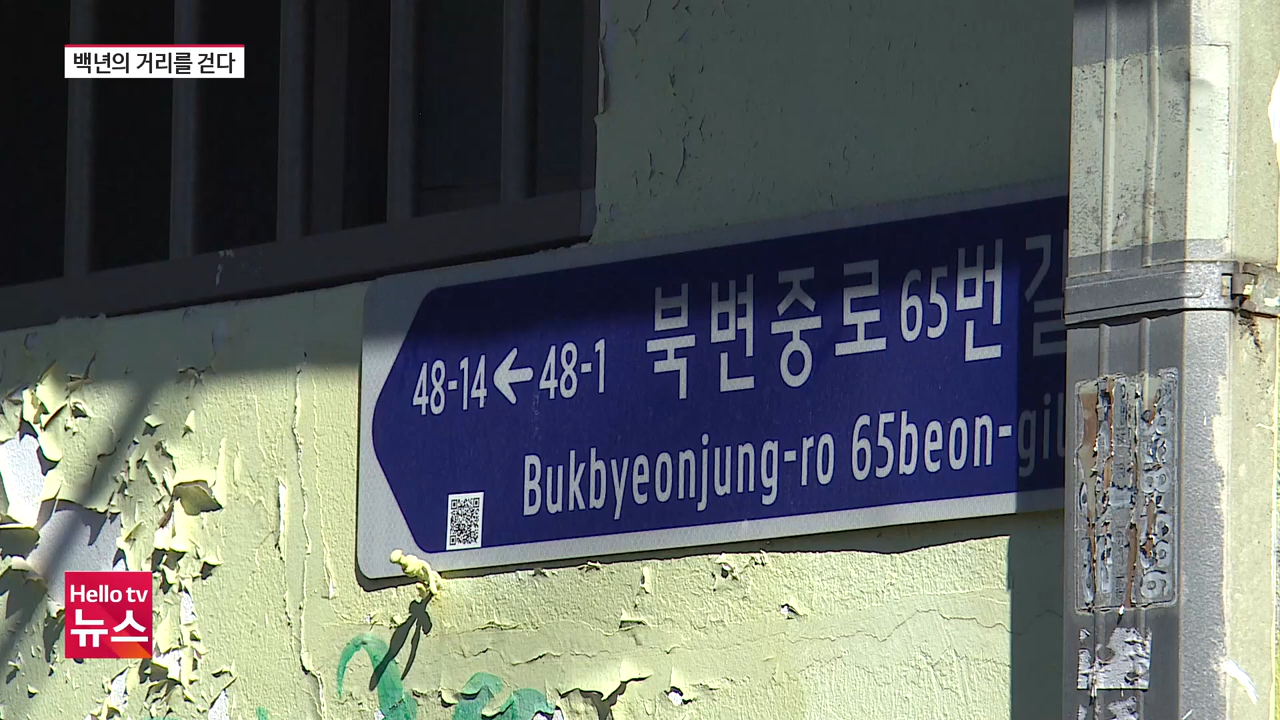 백년의 거리를 걷다
48-14←48-1 북변중로65번길
Bukbyeonjung-ro 65beon-gil
Hello tv
뉴스